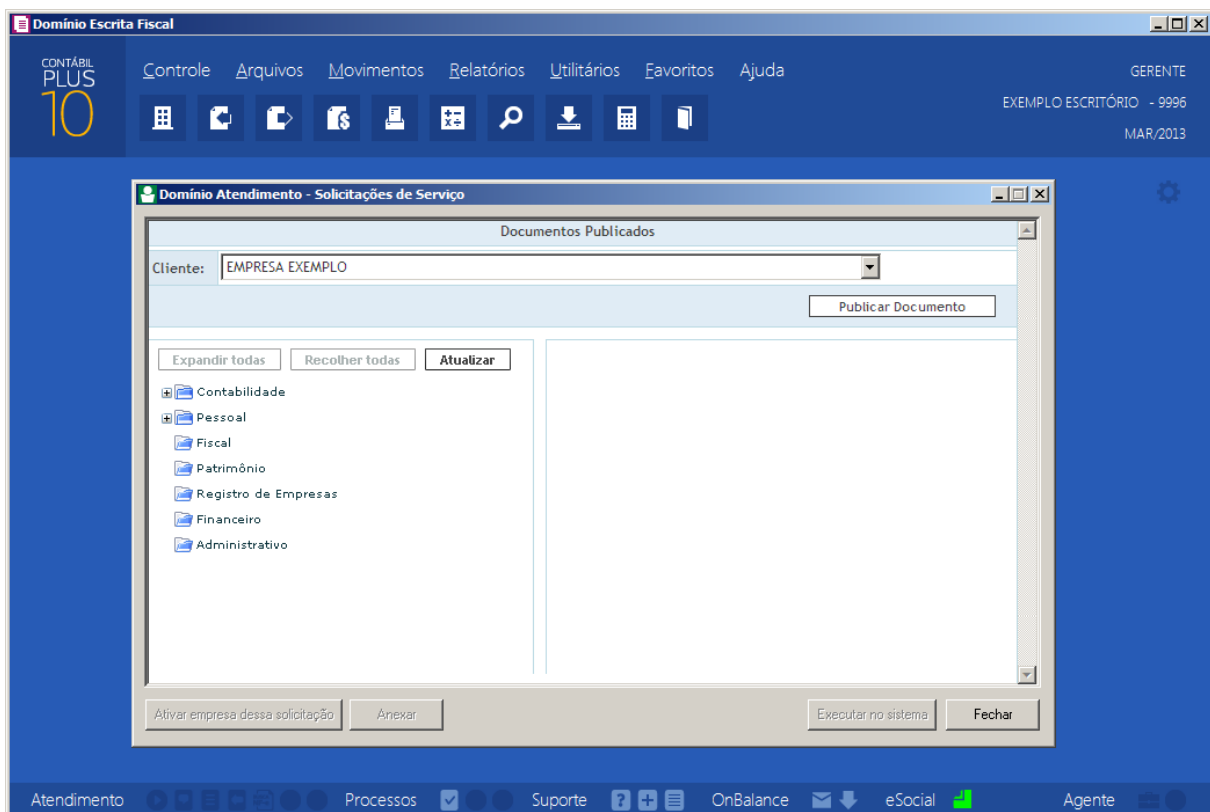 Domínio Escrita Fiscal
CONTÁBIL
PLUS
10
Controle Arquivos Movimentos Relatórios Utilitários Favoritos Ajuda
GERENTE
EXEMPLO ESCRITÓRIO - 9996
MAR/2013
Domínio Atendimento - Solicitações de Serviço
Documentos Publicados
Cliente: EMPRESA EXEMPLO
Publicar Documento
Expandir todas Recolher todas Atualizar
Contabilidade
Pessoal
Fiscal
Patrimônio
Registro de Empresas
Financeiro
Administrativo
Ativar empresa dessa solicitação Anexar Executar no sistema Fechar
Atendimento Processos Suporte OnBalance eSocial Agente